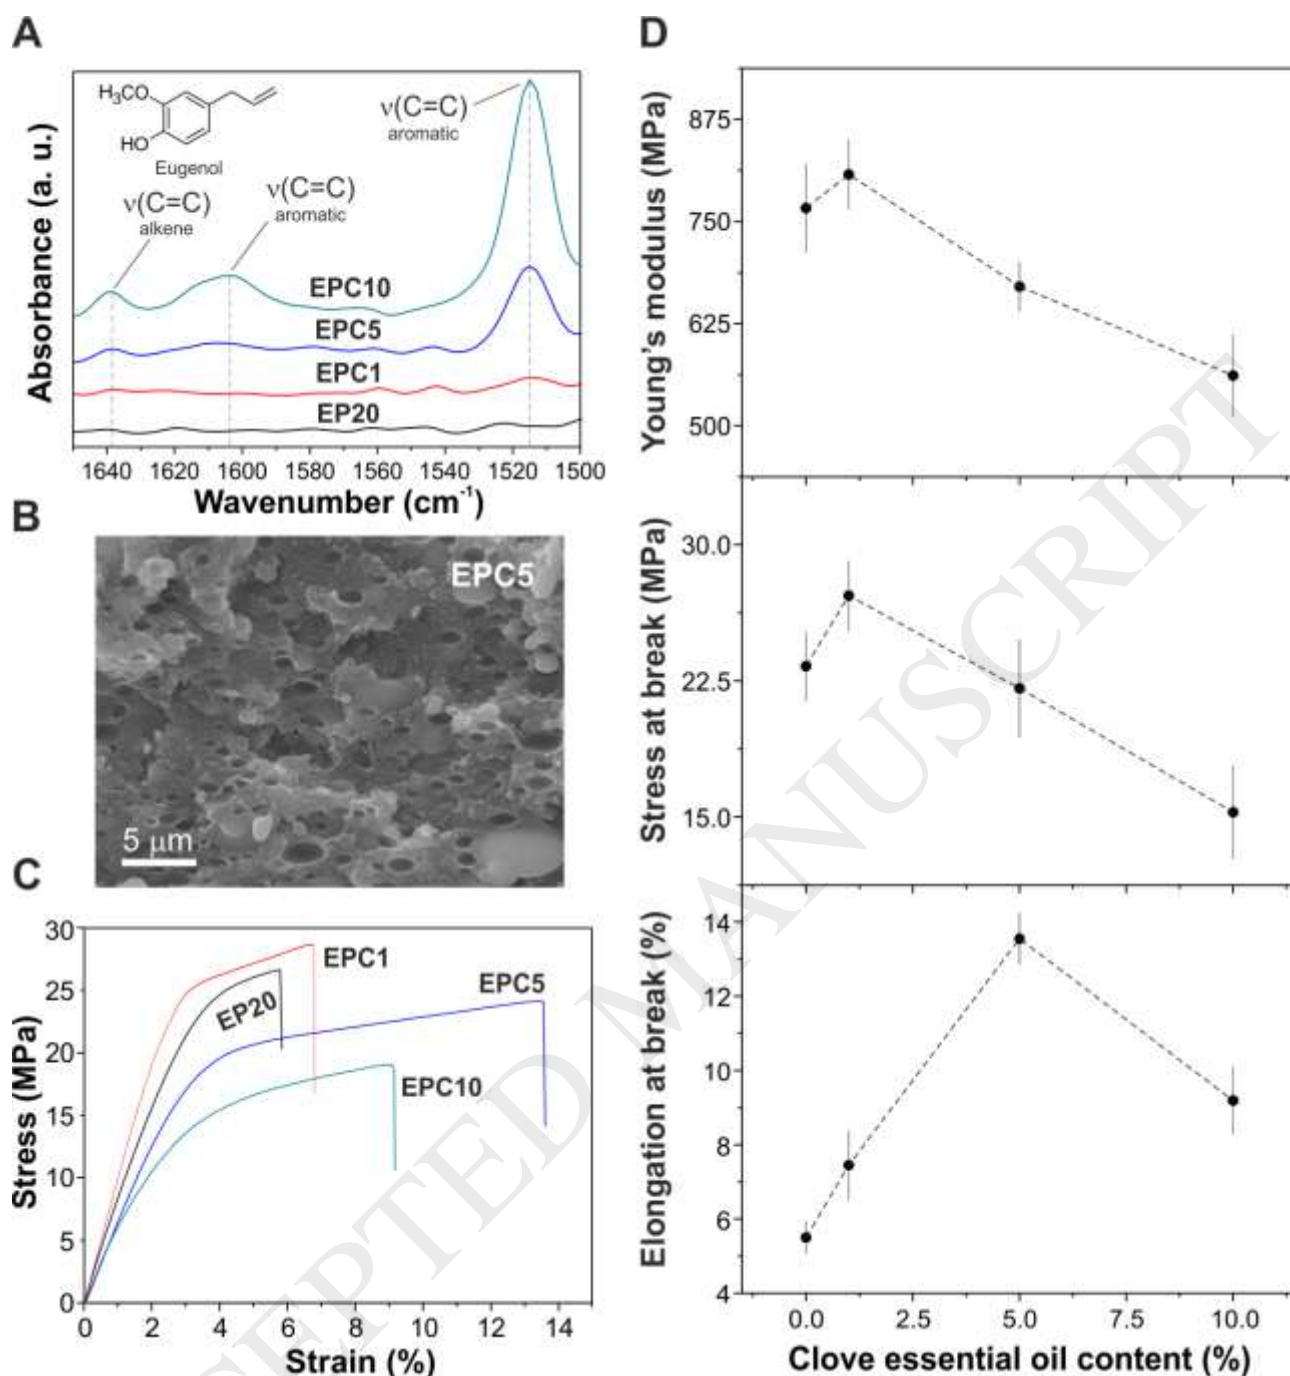 A
H₃CO
HO
Eugenol
ν(C=C)
aromatic
ν(C=C)
alkene
ν(C=C)
aromatic
EPC10
EPC5
EPC1
EP20
Absorbance (a. u.)
1640 1620 1600 1580 1560 1540 1520 1500
Wavenumber (cm⁻¹)
B
EPC5
5 µm
C
30
25
20
15
10
5
0
EPC1
EP20
EPC5
EPC10
Stress (MPa)
0 2 4 6 8 10 12 14
Strain (%)
D
875
750
625
500
Young's modulus (MPa)
30.0
22.5
15.0
Stress at break (MPa)
14
12
10
8
6
4
Elongation at break (%)
0.0 2.5 5.0 7.5 10.0
Clove essential oil content (%)
CEPTED MANUSCRIPT